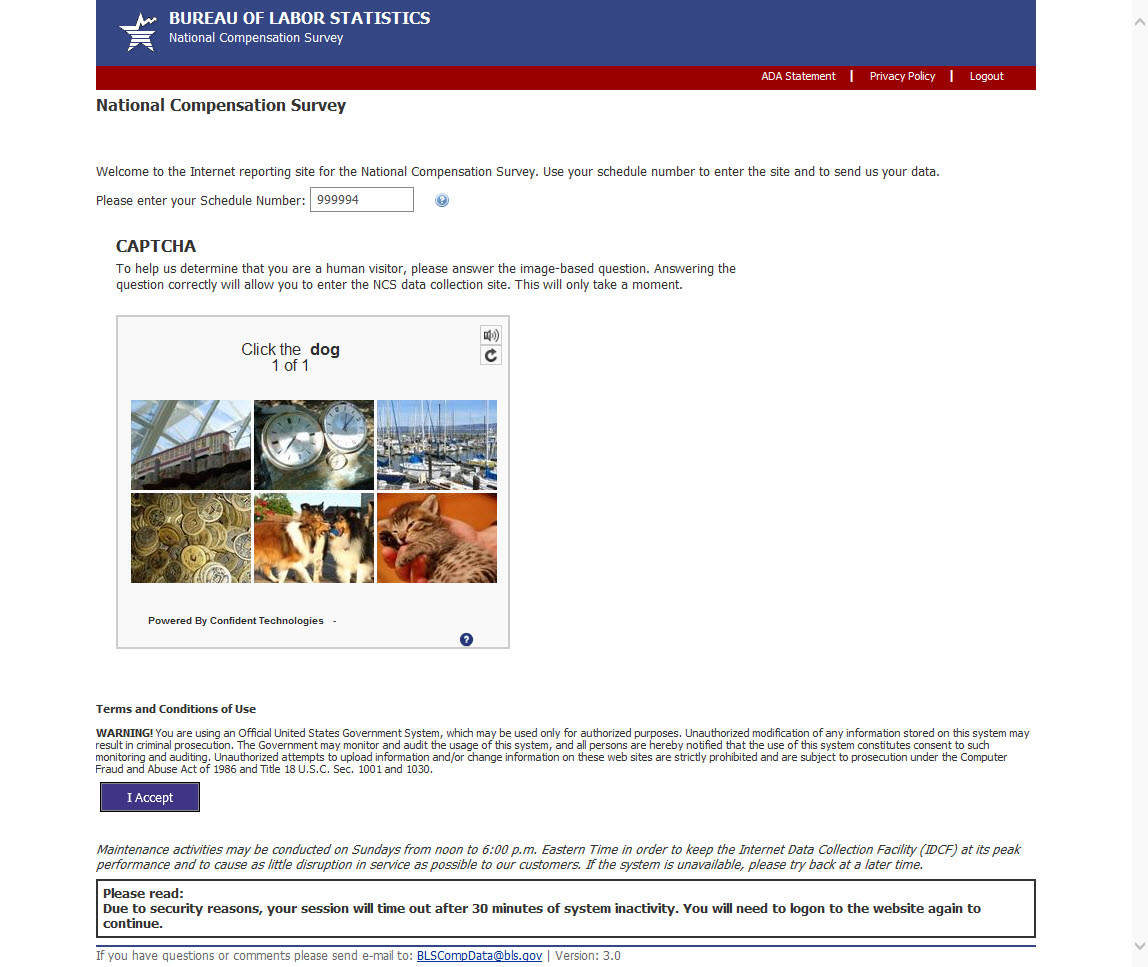 BUREAU OF LABOR STATISTICS
National Compensation Survey
ADA Statement | Privacy Policy | Logout
National Compensation Survey
Welcome to the Internet reporting site for the National Compensation Survey. Use your schedule number to enter the site and to send us your data.
Please enter your Schedule Number: 999994
CAPTCHA
To help us determine that you are a human visitor, please answer the image-based question. Answering the
question correctly will allow you to enter the NCS data collection site. This will only take a moment.
Click the dog
1 of 1
Powered By Confident Technologies -
Terms and Conditions of Use
WARNING! You are using an Official United States Government System, which may be used only for authorized purposes. Unauthorized modification of any information stored on this system may
result in criminal prosecution. The Government may monitor and audit the usage of this system, and all persons are hereby notified that the use of this system constitutes consent to such
monitoring and auditing. Unauthorized attempts to upload information and/or change information on these web sites are strictly prohibited and are subject to prosecution under the Computer
Fraud and Abuse Act of 1986 and Title 18 U.S.C. Sec. 1001 and 1030.
I Accept
Maintenance activities may be conducted on Sundays from noon to 6:00 p.m. Eastern Time in order to keep the Internet Data Collection Facility (IDCF) at its peak
performance and to cause as little disruption in service as possible to our customers. If the system is unavailable, please try back at a later time.
Please read:
Due to security reasons, your session will time out after 30 minutes of system inactivity. You will need to logon to the website again to
continue.
If you have questions or comments please send e-mail to: BLSCompData@bls.gov | Version: 3.0